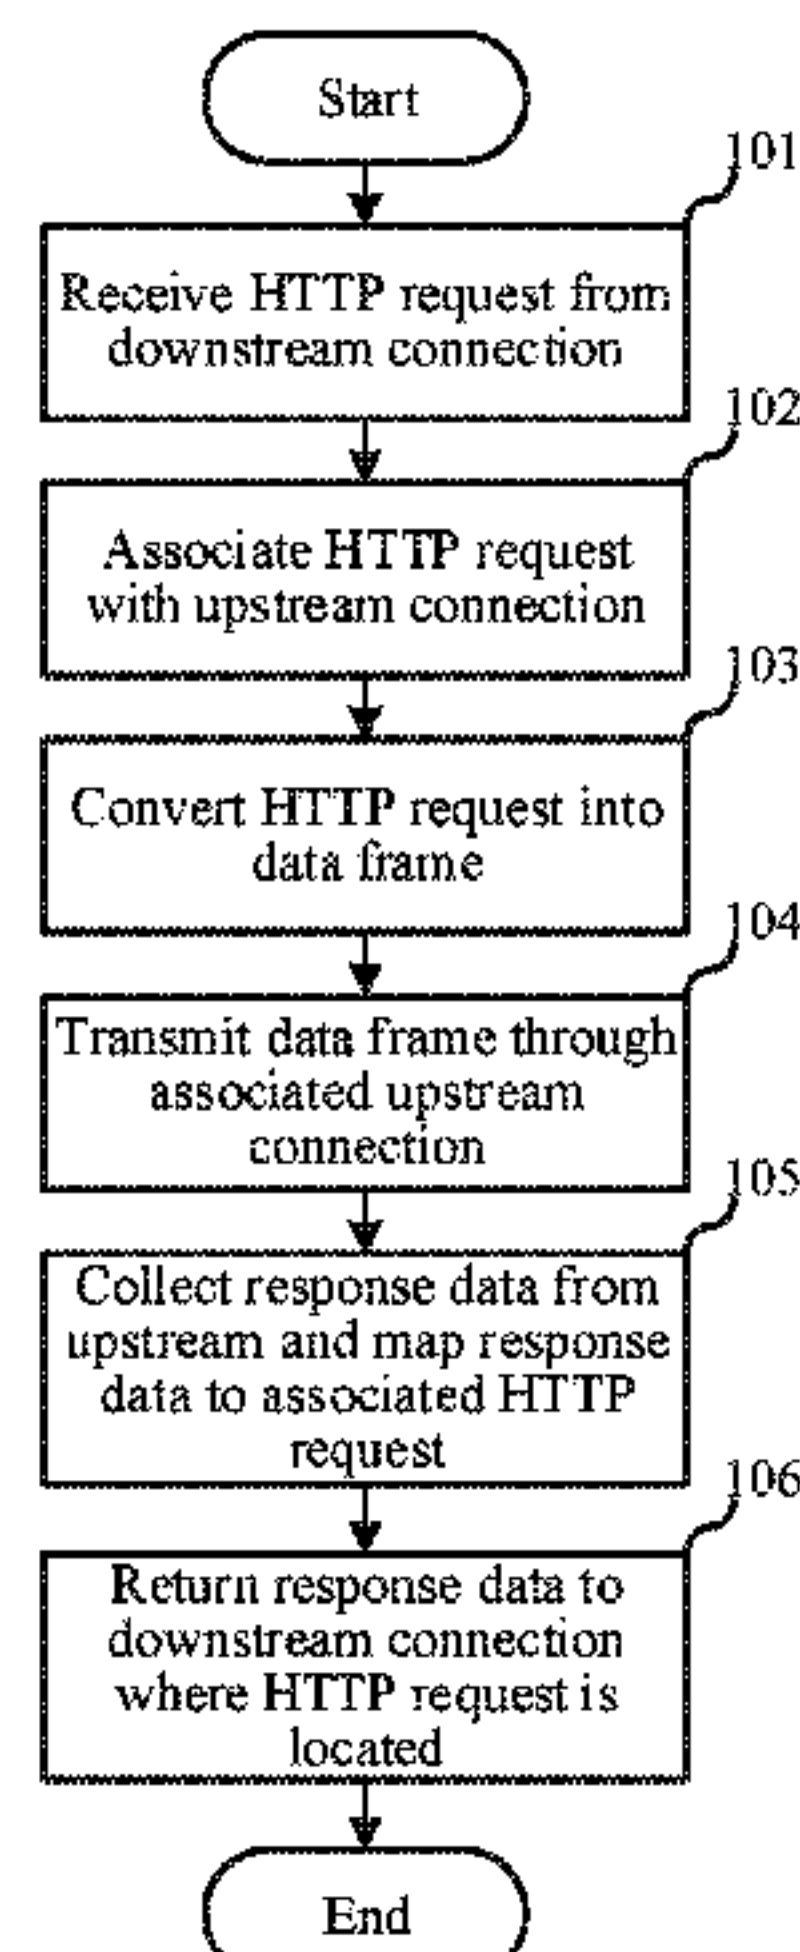 Start
101
Receive HTTP request from
downstream connection
102
Associate HTTP request
with upstream connection
103
Convert HTTP request into
data frame
104
Transmit data frame through
associated upstream
connection
105
Collect response data from
upstream and map response
data to associated HTTP
request
106
Return response data to
downstream connection
where HTTP request is
located
End